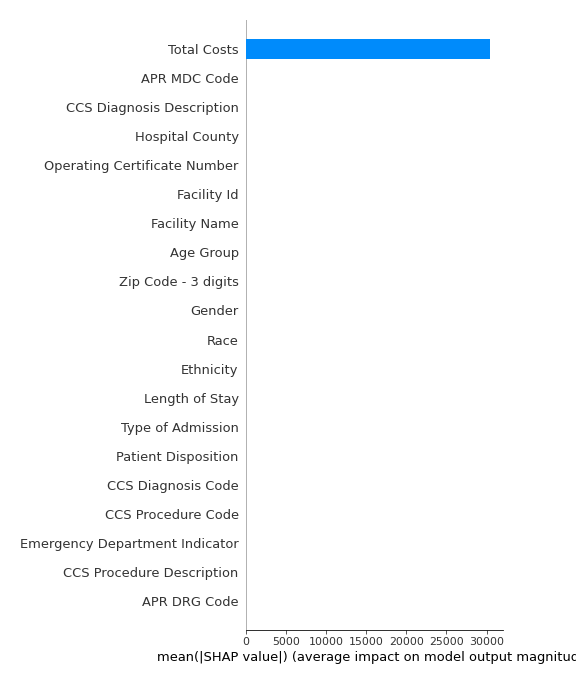 Total Costs
APR MDC Code
CCS Diagnosis Description
Hospital County
Operating Certificate Number
Facility Id
Facility Name
Age Group
Zip Code - 3 digits
Gender
Race
Ethnicity
Length of Stay
Type of Admission
Patient Disposition
CCS Diagnosis Code
CCS Procedure Code
Emergency Department Indicator
CCS Procedure Description
APR DRG Code
0 5000 10000 15000 20000 25000 30000
mean(|SHAP value|) (average impact on model output magnitud